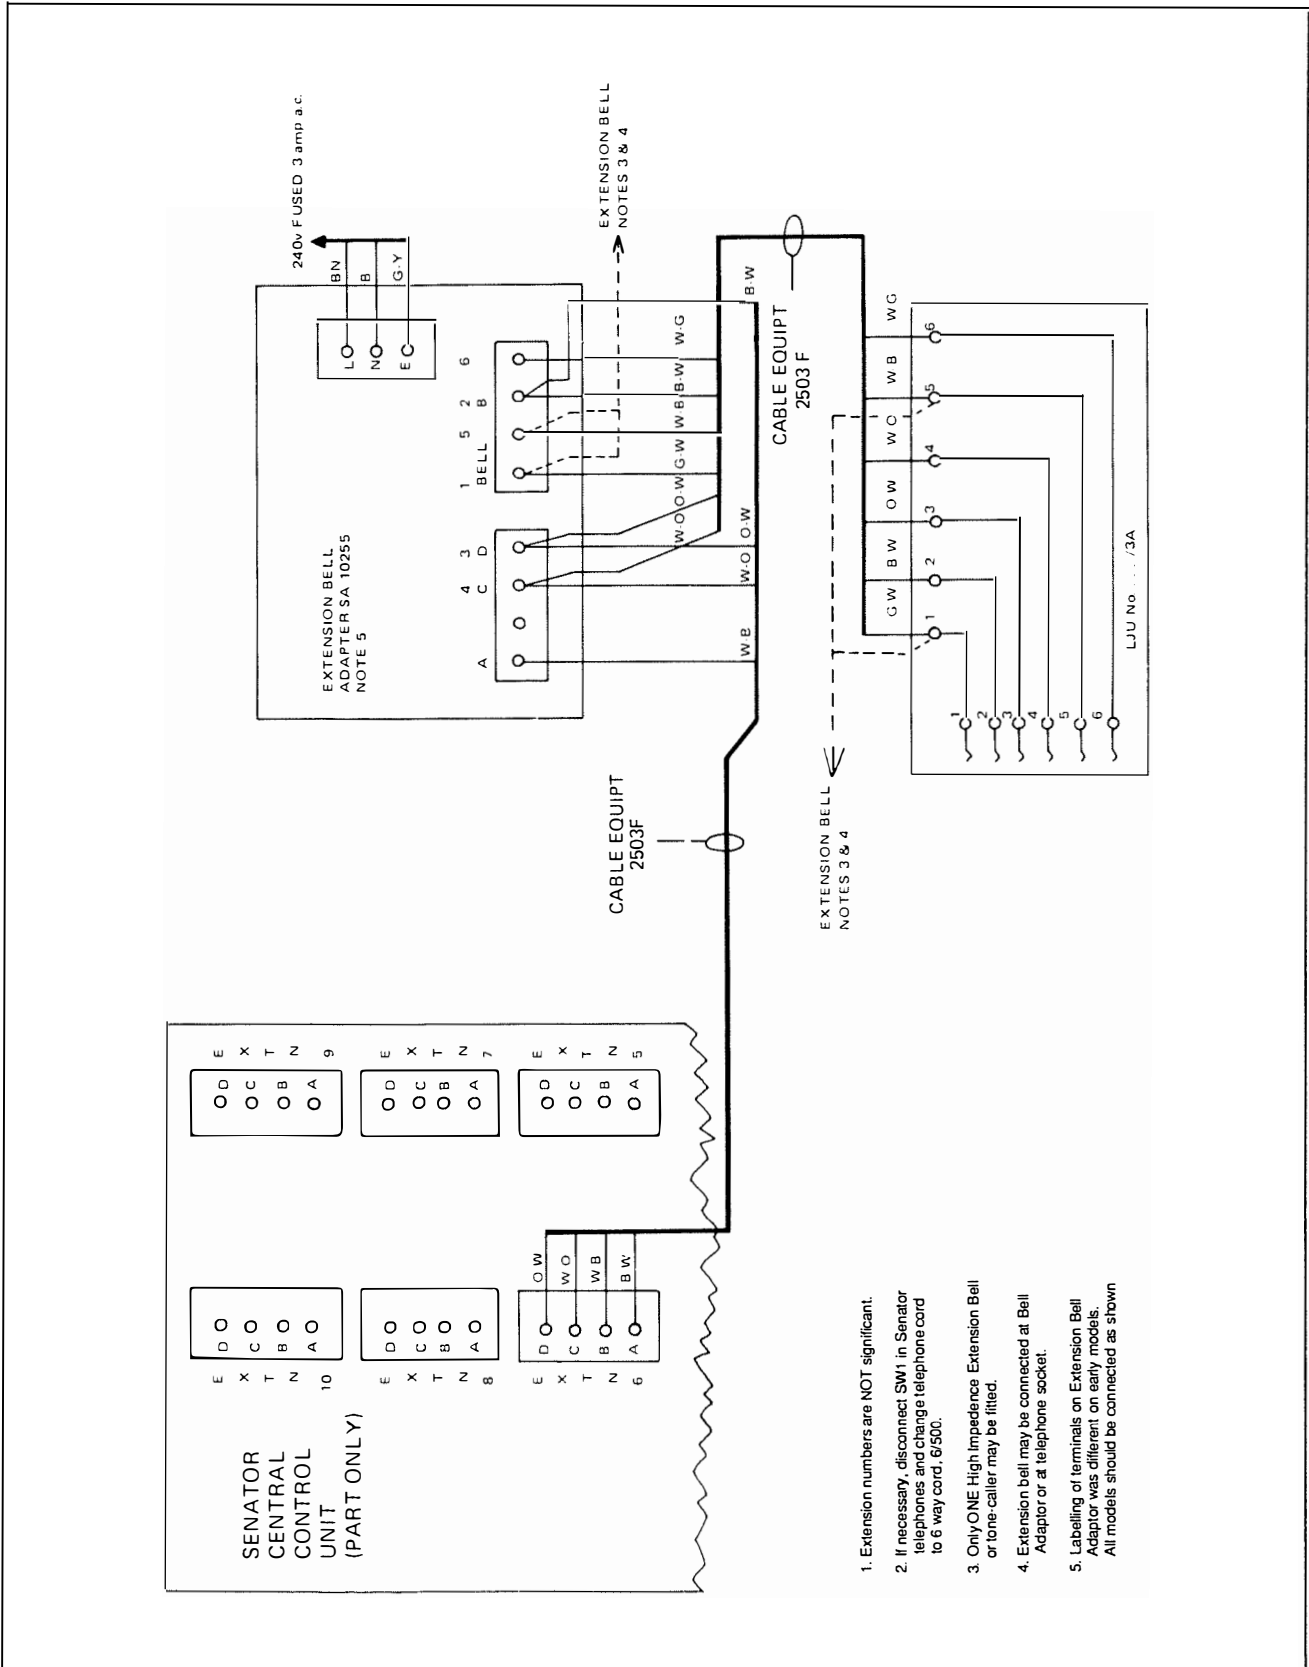 SENATOR
CENTRAL
CONTROL
UNIT
(PART ONLY)
EXTN 10
D
C
B
A
EXTN 8
D
C
B
A
EXTN 6
D
C
B
A
EXTN 9
D
C
B
A
EXTN 7
D
C
B
A
EXTN 5
D
C
B
A
OW
WO
WB
BW
CABLE EQUIPT
2503F
EXTENSION BELL
ADAPTER SA 10255
NOTE 5
240v FUSED 3 amp a.c.
BN
B
G-Y
L
N
E
A
4
C
3
D
1
BELL
5
2
B
6
W-O
O-W
G-W
W-B
B-W
W-G
W-B
W-O
O-W
B-W
EXTENSION BELL
NOTES 3 & 4
CABLE EQUIPT
2503 F
EXTENSION BELL
NOTES 3 & 4
GW
BW
OW
WO
WB
WG
1
2
3
4
5
6
1
2
3
4
5
6
LJU No. . . . /3A
1. Extension numbers are NOT significant.
2. If necessary, disconnect SW1 in Senator
telephones and change telephone cord
to 6 way cord, 6/500.
3. Only ONE High Impedence Extension Bell
or tone-caller may be fitted.
4. Extension bell may be connected at Bell
Adaptor or at telephone socket.
5. Labelling of terminals on Extension Bell
Adaptor was different on early models.
All models should be connected as shown